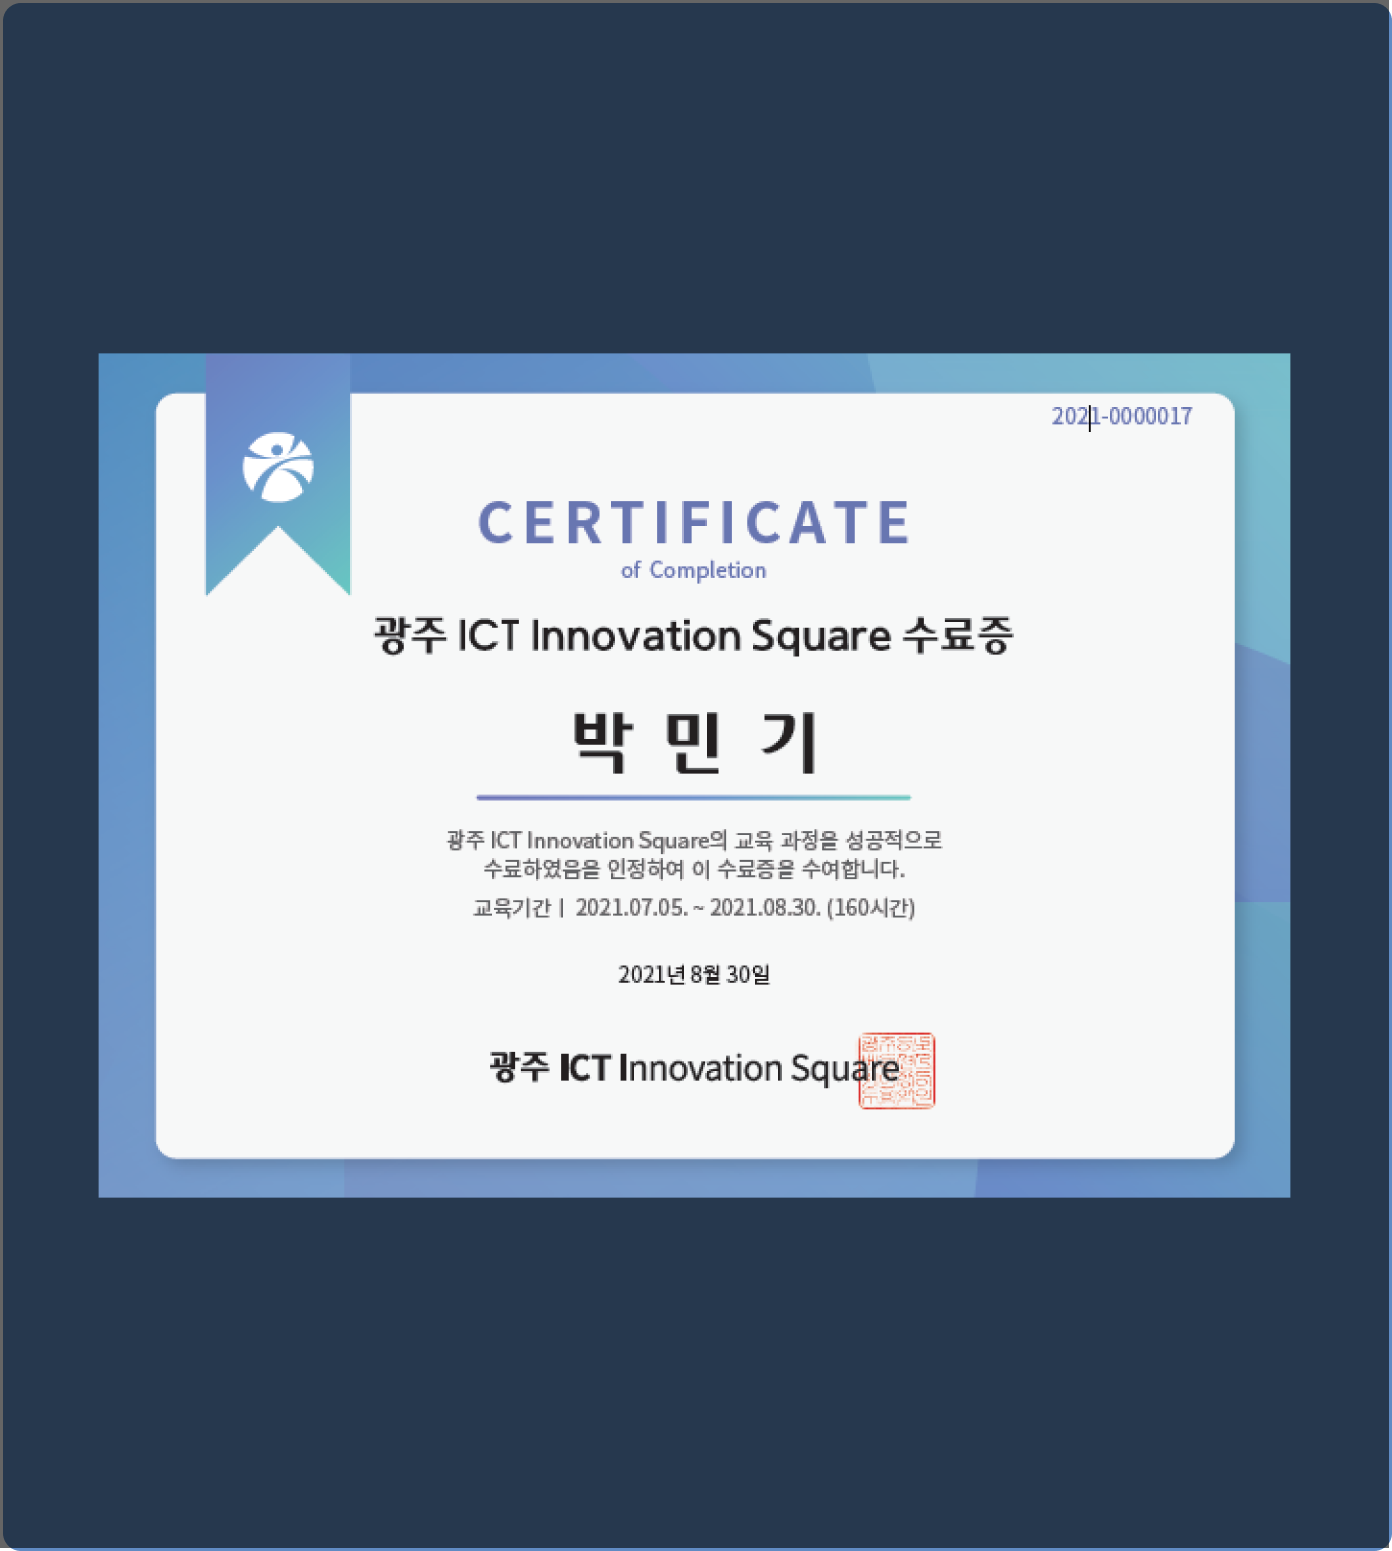 2021-0000017
CERTIFICATE
of Completion
광주 ICT Innovation Square 수료증
박 민 기
광주 ICT Innovation Square의 교육 과정을 성공적으로
수료하였음을 인정하여 이 수료증을 수여합니다.
교육기간ㅣ 2021.07.05. ~ 2021.08.30. (160시간)
2021년 8월 30일
광주 ICT Innovation Square